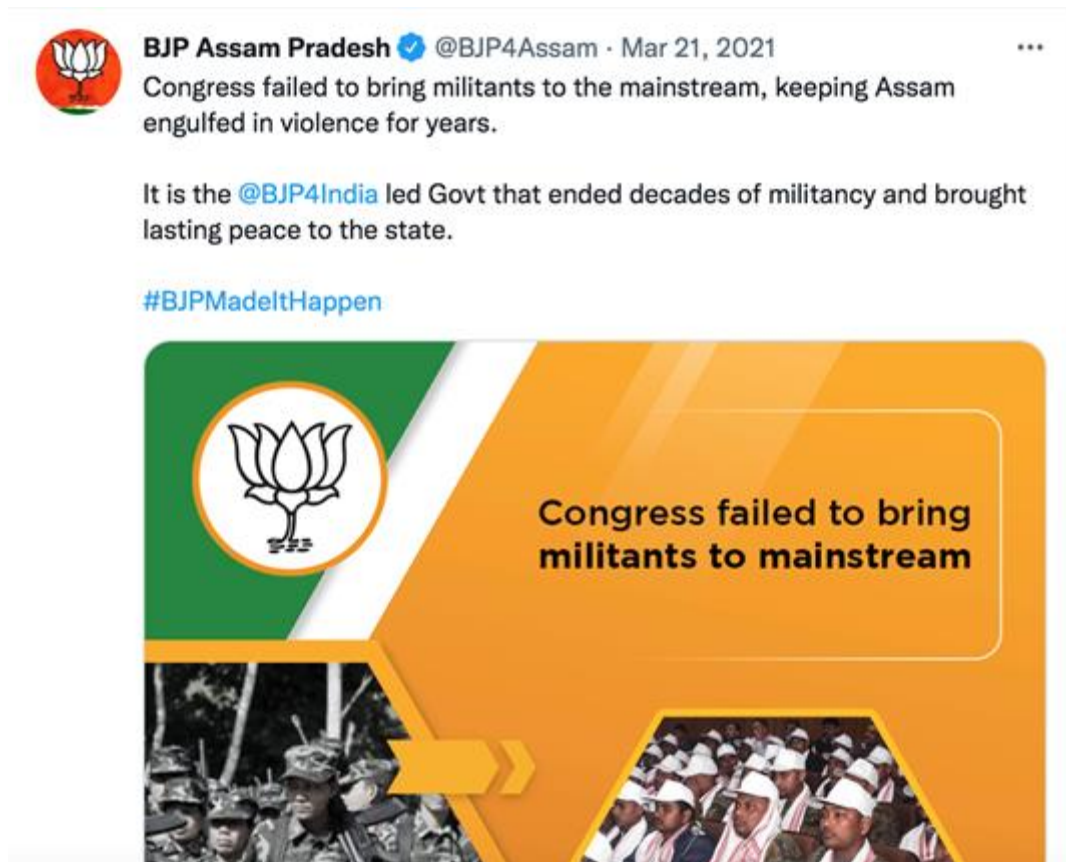 BJP Assam Pradesh @BJP4Assam · Mar 21, 2021
Congress failed to bring militants to the mainstream, keeping Assam
engulfed in violence for years.
It is the @BJP4India led Govt that ended decades of militancy and brought
lasting peace to the state.
#BJPMadeItHappen
Congress failed to bring
militants to mainstream